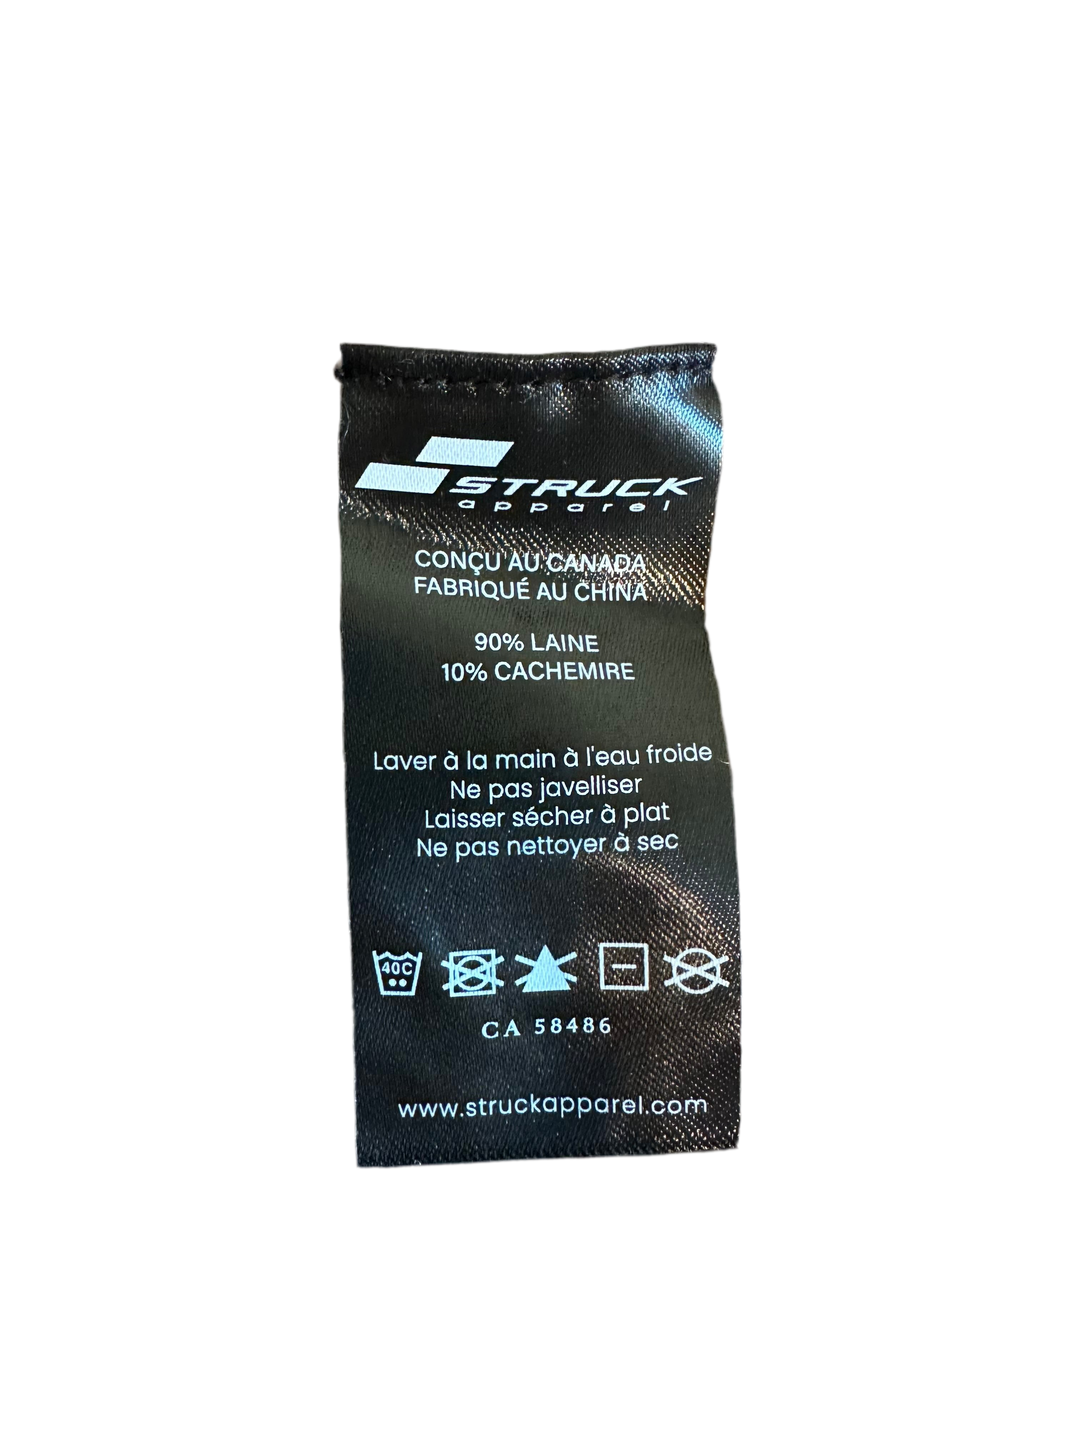 STRUCK
apparel
CONÇU AU CANADA
FABRIQUÉ AU CHINA
90% LAINE
10% CACHEMIRE
Laver à la main à l'eau froide
Ne pas javelliser
Laisser sécher à plat
Ne pas nettoyer à sec
40C
CA 58486
www.struckapparel.com